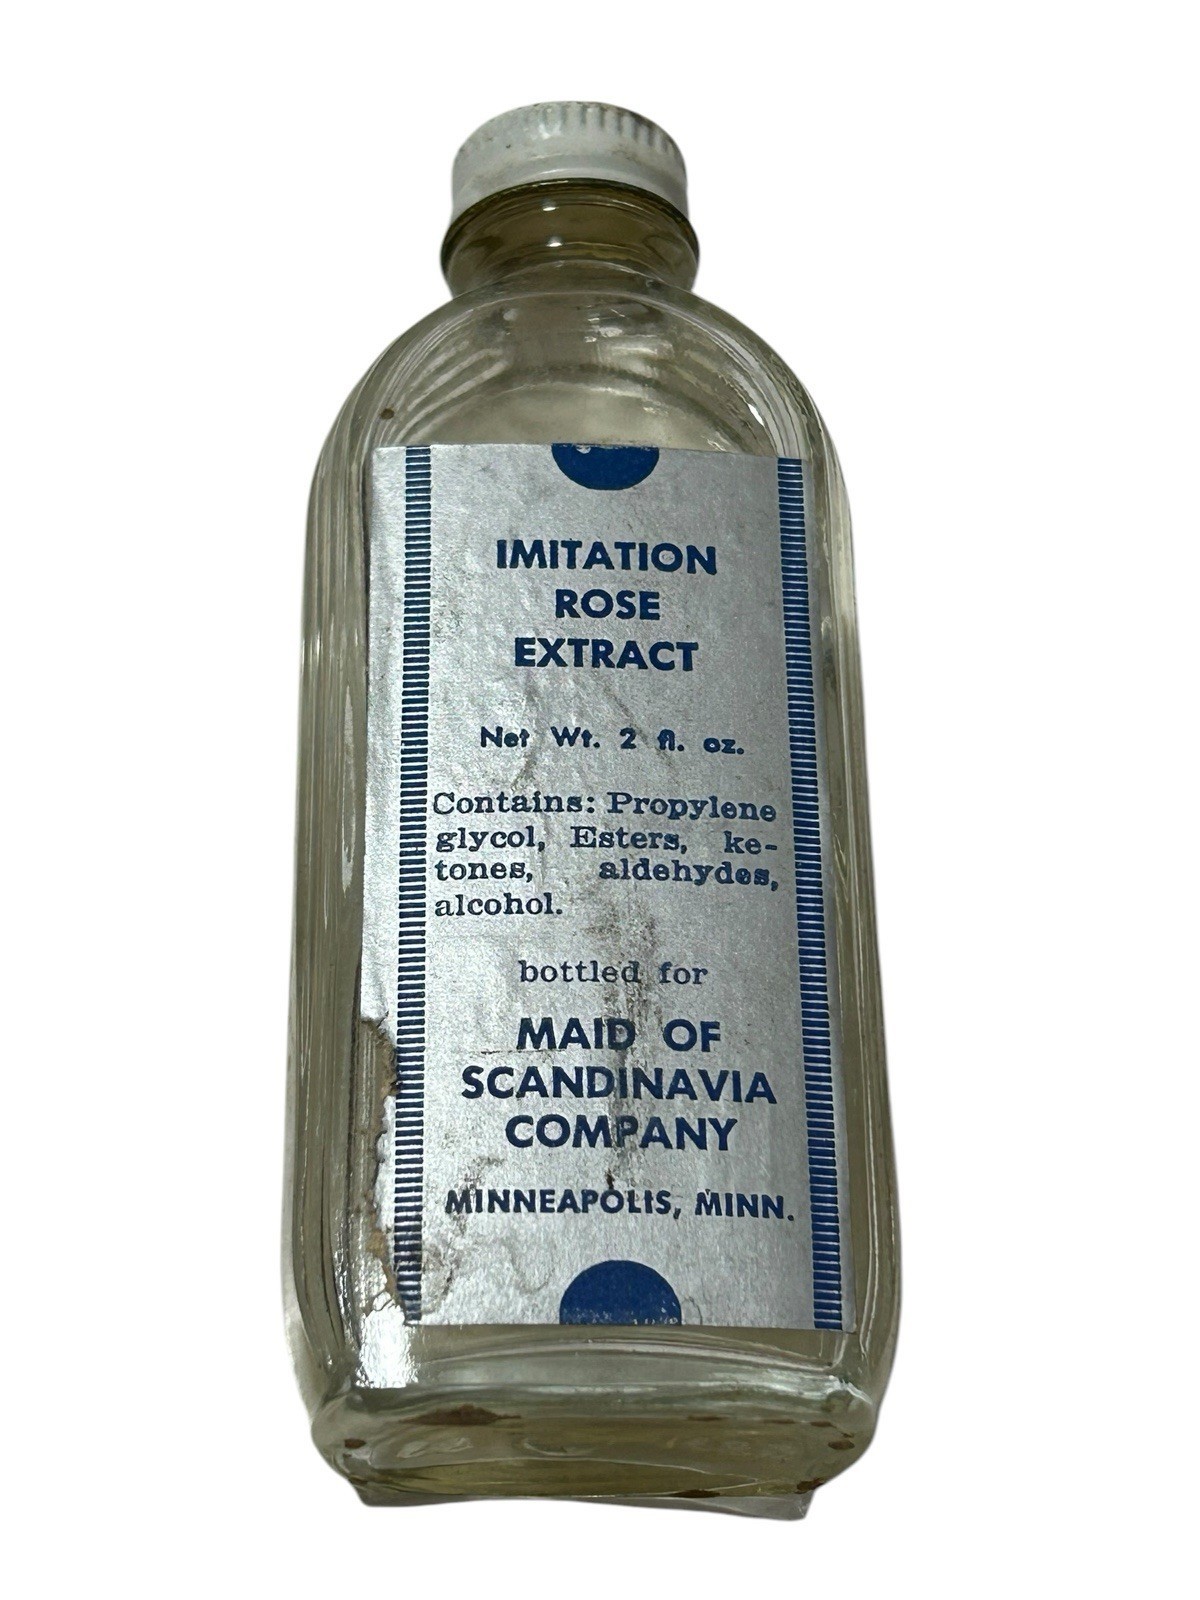 IMITATION
ROSE
EXTRACT
Net Wt. 2 fl. oz.
Contains: Propylene
glycol, Esters, ke-
tones, aldehydes,
alcohol.
bottled for
MAID OF
SCANDINAVIA
COMPANY
MINNEAPOLIS, MINN.